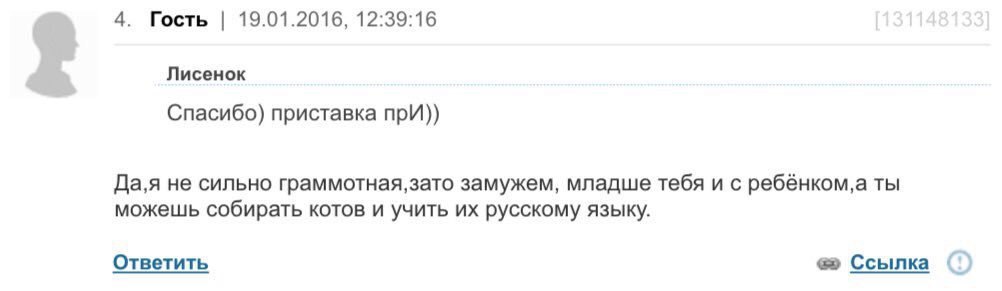 4. Гость | 19.01.2016, 12:39:16 [131148133]
Лисенок
Спасибо) приставка прИ))
Да,я не сильно граммотная,зато замужем, младше тебя и с ребёнком,а ты
можешь собирать котов и учить их русскому языку.
Ответить Ссылка